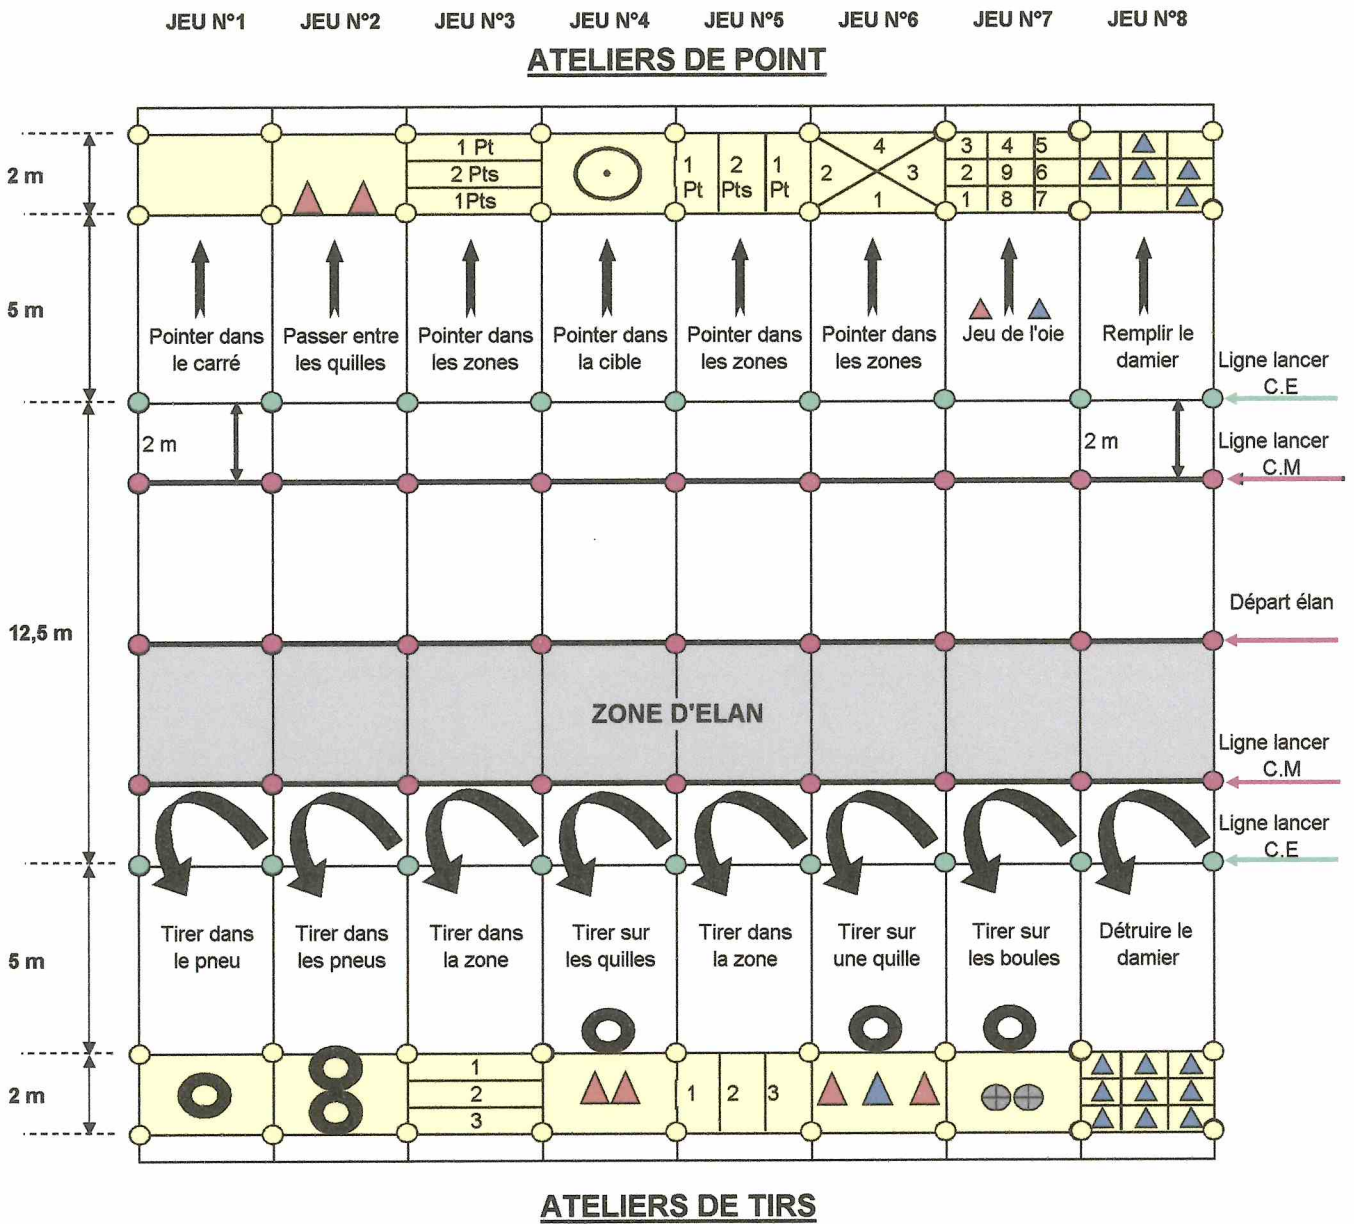 JEU N°1 JEU N°2 JEU N°3 JEU N°4 JEU N°5 JEU N°6 JEU N°7 JEU N°8
ATELIERS DE POINT
2 m
1 Pt
2 Pts
1Pts
1 Pt
2 Pts
1 Pt
4
2 3
1
3 4 5
2 9 6
1 8 7
5 m
Pointer dans
le carré
Passer entre
les quilles
Pointer dans
les zones
Pointer dans
la cible
Pointer dans
les zones
Pointer dans
les zones
Jeu de l'oie
Remplir le
damier
Ligne lancer
C.E
2 m
2 m
Ligne lancer
C.M
12,5 m
Départ élan
ZONE D'ELAN
Ligne lancer
C.M
Ligne lancer
C.E
5 m
Tirer dans
le pneu
Tirer dans
les pneus
Tirer dans
la zone
Tirer sur
les quilles
Tirer dans
la zone
Tirer sur
une quille
Tirer sur
les boules
Détruire le
damier
2 m
1
2
3
1 2 3
ATELIERS DE TIRS